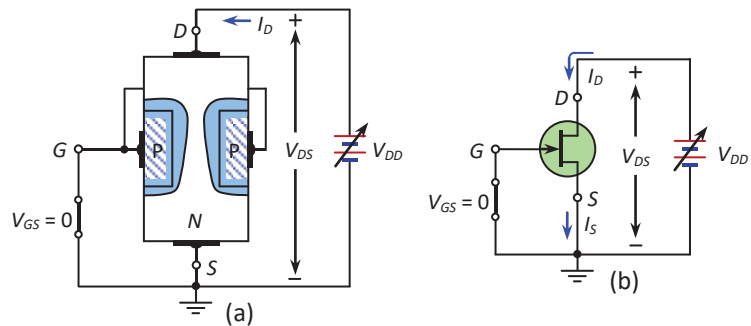 D
I_D
+
G
P
P
V_DS
V_DD
V_GS = 0
N
S
−
(a)
I_D
+
D
G
V_DS
V_DD
V_GS = 0
S
I_S
−
(b)